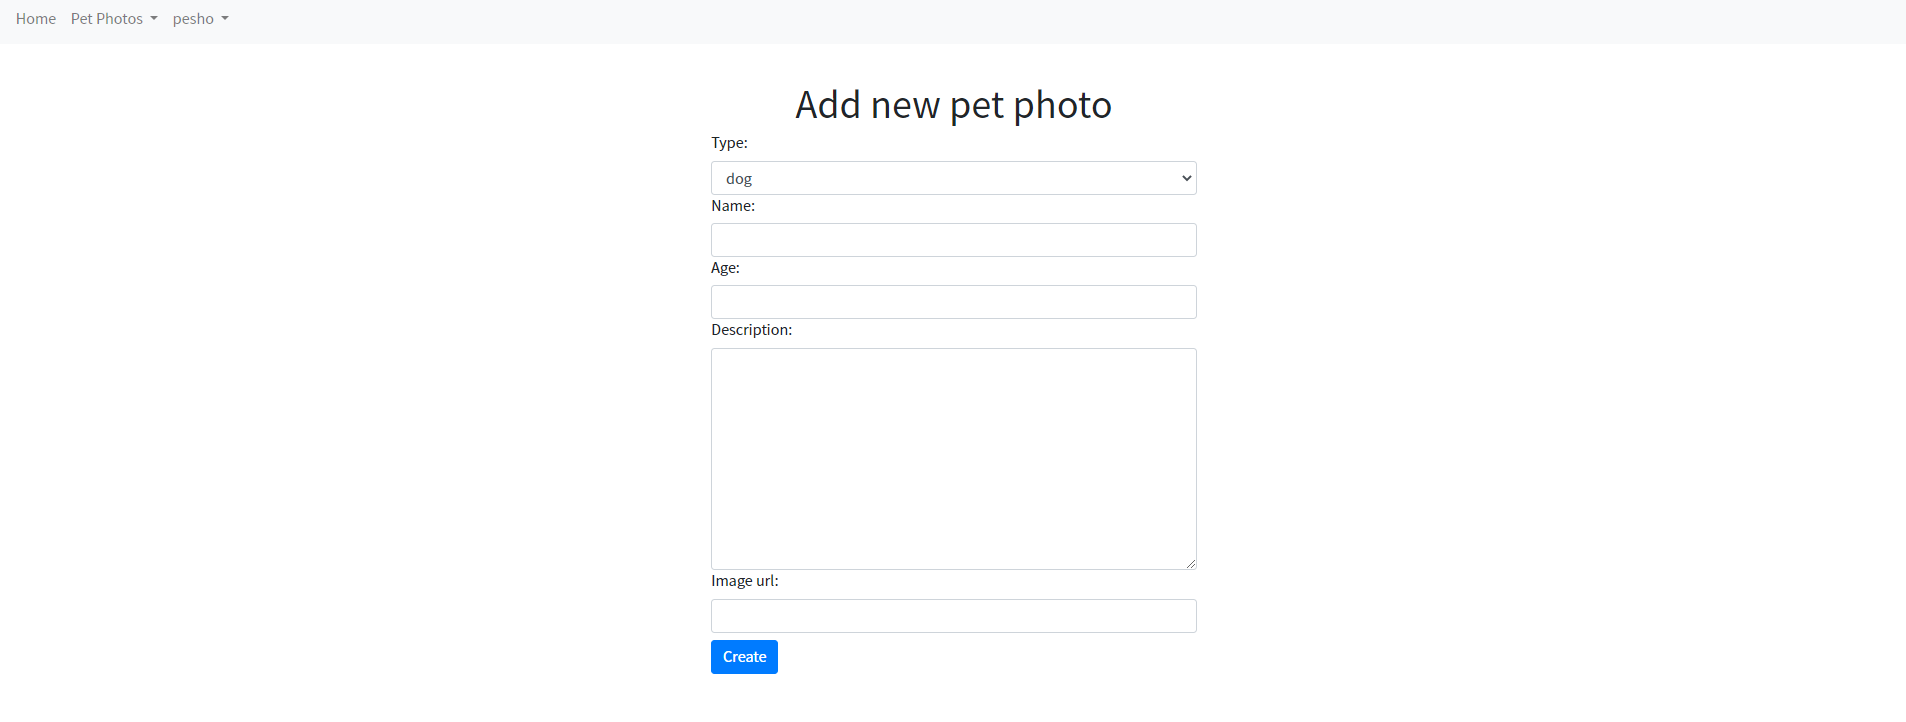 Home Pet Photos pesho
Add new pet photo
Type:
dog
Name:
Age:
Description:
Image url:
Create